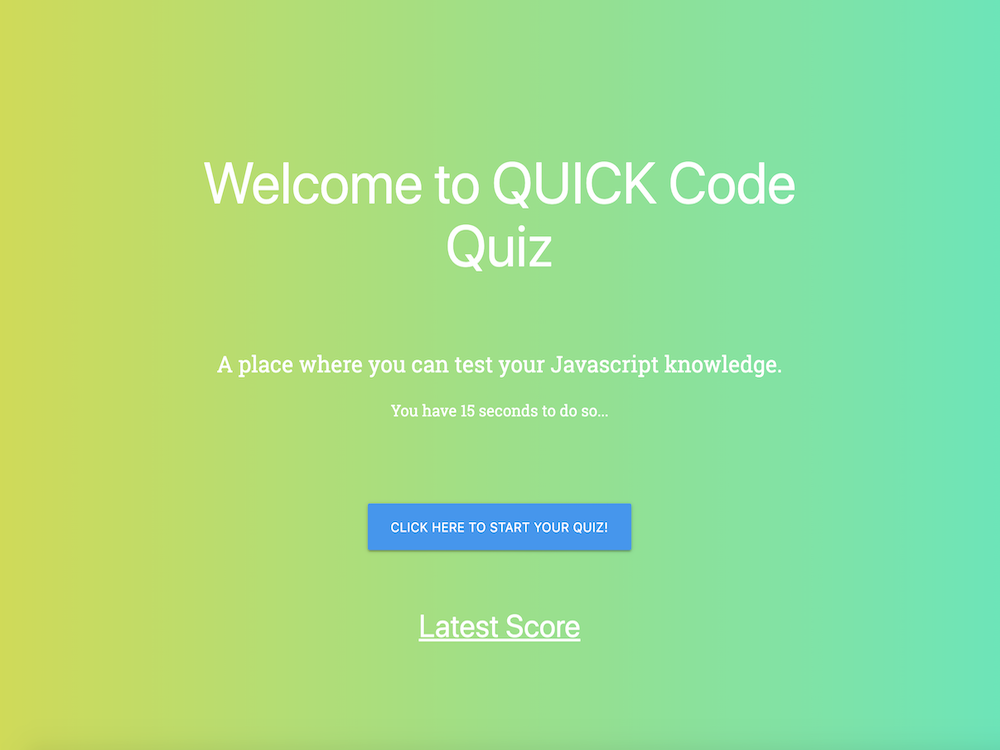 Welcome to QUICK Code
Quiz
A place where you can test your Javascript knowledge.
You have 15 seconds to do so...
CLICK HERE TO START YOUR QUIZ!
Latest Score